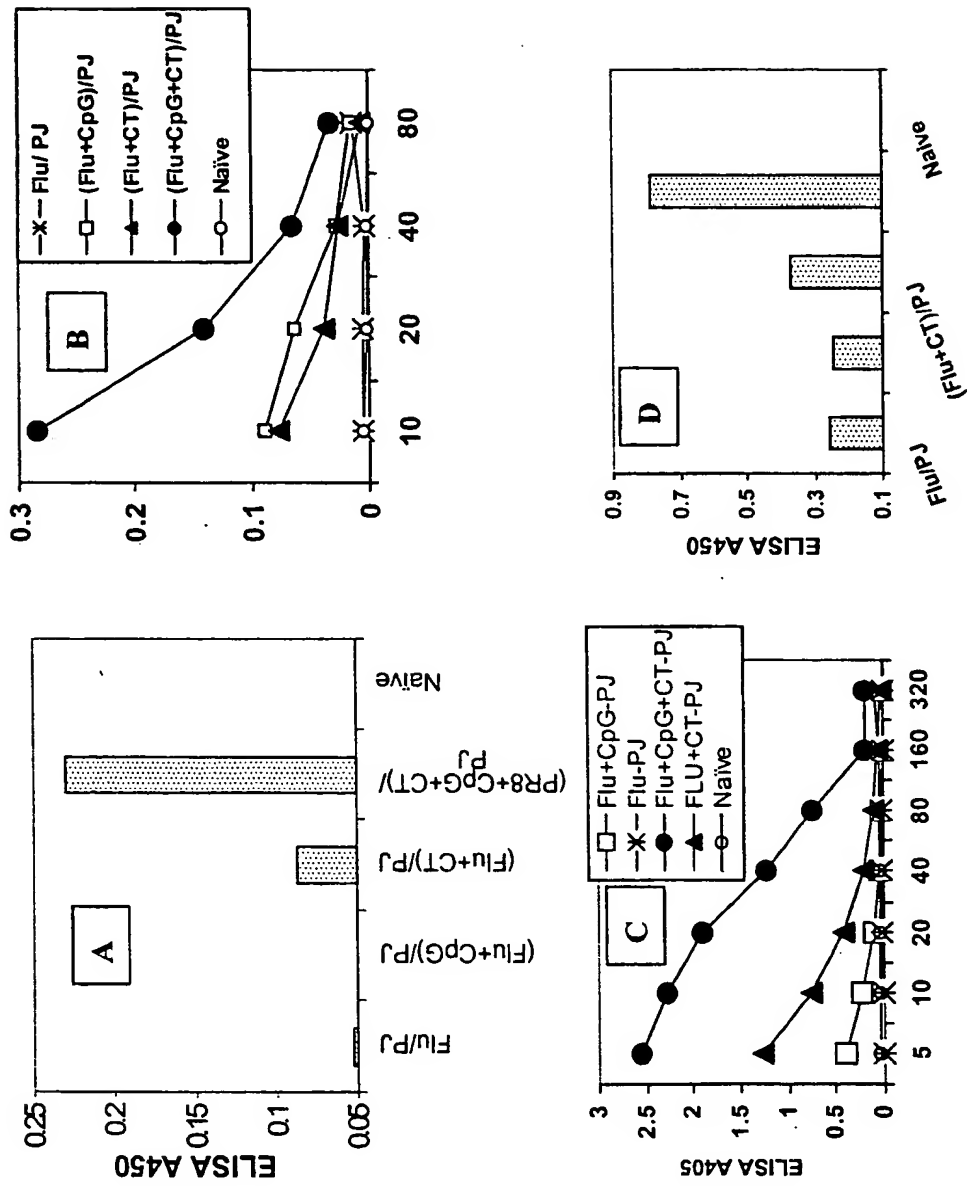 A
0.25
0.2
0.15
0.1
0.05
ELISA A450
Flu/PJ
(Flu+CpG)/PJ
(Flu+CT)/PJ
(PR8+CpG+CT)/
PJ
Naïve
B
0.3
0.2
0.1
0
10
20
40
80
Flu/ PJ
(Flu+CpG)/PJ
(Flu+CT)/PJ
(Flu+CpG+CT)/PJ
Naïve
C
3
2.5
2
1.5
1
0.5
0
ELISA A405
5
10
20
40
80
160
320
Flu+CpG-PJ
Flu-PJ
Flu+CpG+CT-PJ
FLU+CT-PJ
Naïve
D
0.9
0.7
0.5
0.3
0.1
ELISA A450
Flu/PJ
(Flu+CT)/PJ
Naive